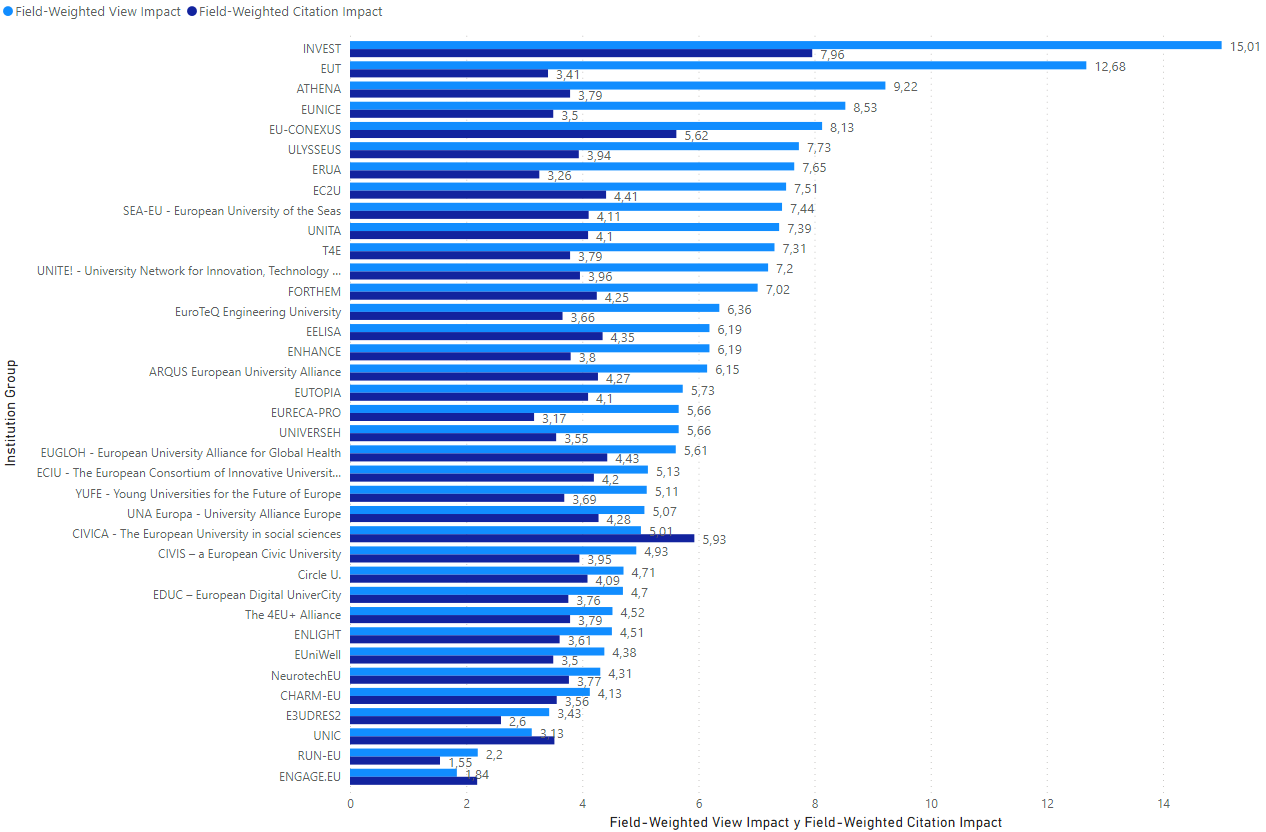 Field-Weighted View Impact Field-Weighted Citation Impact
INVEST 15,01
7,96
EUT 12,68
3,41
ATHENA 9,22
3,79
EUNICE 8,53
3,5
EU-CONEXUS 8,13
5,62
ULYSSEUS 7,73
3,94
ERUA 7,65
3,26
EC2U 7,51
4,41
SEA-EU - European University of the Seas 7,44
4,11
UNITA 7,39
4,1
T4E 7,31
3,79
UNITE! - University Network for Innovation, Technology ... 7,2
3,96
FORTHEM 7,02
4,25
EuroTeQ Engineering University 6,36
3,66
EELISA 6,19
4,35
ENHANCE 6,19
3,8
ARQUS European University Alliance 6,15
4,27
EUTOPIA 5,73
4,1
EURECA-PRO 5,66
3,17
UNIVERSEH 5,66
3,55
EUGLOH - European University Alliance for Global Health 5,61
4,43
ECIU - The European Consortium of Innovative Universit... 5,13
4,2
YUFE - Young Universities for the Future of Europe 5,11
3,69
UNA Europa - University Alliance Europe 5,07
4,28
CIVICA - The European University in social sciences 5,01
5,93
CIVIS – a European Civic University 4,93
3,95
Circle U. 4,71
4,09
EDUC – European Digital UniverCity 4,7
3,76
The 4EU+ Alliance 4,52
3,79
ENLIGHT 4,51
3,61
EUniWell 4,38
3,5
NeurotechEU 4,31
3,77
CHARM-EU 4,13
3,56
E3UDRES2 3,43
2,6
UNIC 3,13
RUN-EU 2,2
1,55
ENGAGE.EU 1,84
0 2 4 6 8 10 12 14
Field-Weighted View Impact y Field-Weighted Citation Impact
Institution Group